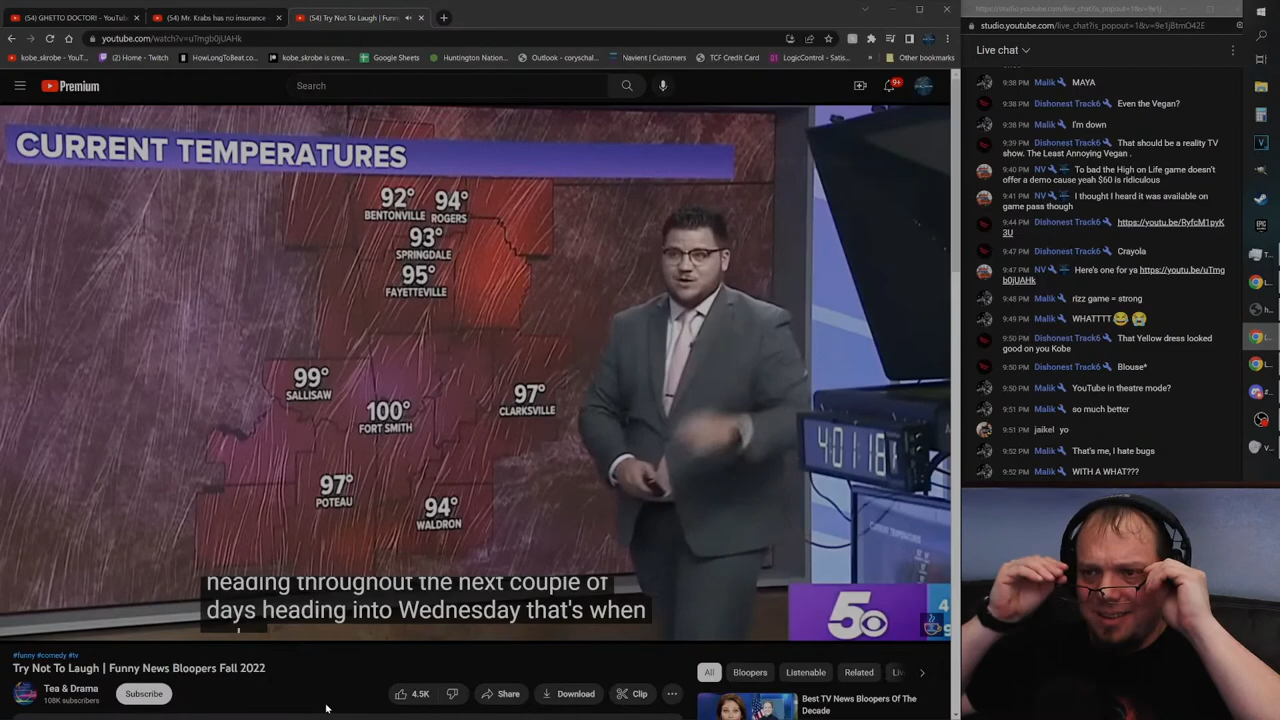 (54) GHETTO DOCTORI - YouTu
(54) Mr. Krabs has no insurance
(54) Try Not To Laugh | Funny
youtube.com/watch?v=uTmgb0jUAHk
kobe_skrobe - YouT...
(2) Home - Twitch
HowLongToBeat.co...
kobe_skrobe is crea...
Google Sheets
Huntington Nation...
Outlook - coryschal...
Navient | Customers
TCF Credit Card
LogicControl - Satis...
Other bookmarks
Premium
Search
9+
CURRENT TEMPERATURES
92° 94°
BENTONVILLE ROGERS
93°
SPRINGDALE
95°
FAYETTEVILLE
99°
SALLISAW
100°
FORT SMITH
97°
CLARKSVILLE
97°
POTEAU
94°
WALDRON
40118
5
heading throughout the next couple of
days heading into Wednesday that's when
#funny #comedy #tv
Try Not To Laugh | Funny News Bloopers Fall 2022
Tea & Drama
108K subscribers
Subscribe
4.5K
Share
Download
Clip
All
Bloopers
Listenable
Related
Best TV News Bloopers Of The
Decade
studio.youtube.com/live_chat?is_popout=1&v=9e1jBtmO42E
Live chat
9:38 PM Malik MAYA
9:38 PM Dishonest Track6 Even the Vegan?
9:38 PM Malik I'm down
9:39 PM Dishonest Track6 That should be a reality TV
show. The Least Annoying Vegan .
9:40 PM NV To bad the High on Life game doesn't
offer a demo cause yeah $60 is ridiculous
9:41 PM NV I thought I heard it was available on
game pass though
9:44 PM Dishonest Track6 https://youtu.be/RyfcM1pyK
3U
9:47 PM Dishonest Track6 Crayola
9:47 PM NV Here's one for ya https://youtu.be/uTmg
b0jUAHk
9:48 PM Malik rizz game = strong
9:49 PM Malik WHATTTT 😂 😭
9:50 PM Dishonest Track6 That Yellow dress looked
good on you Kobe
9:50 PM Dishonest Track6 Blouse*
9:50 PM Malik YouTube in theatre mode?
9:51 PM Malik so much better
9:51 PM jaikel yo
9:52 PM Malik That's me, I hate bugs
9:52 PM Malik WITH A WHAT???